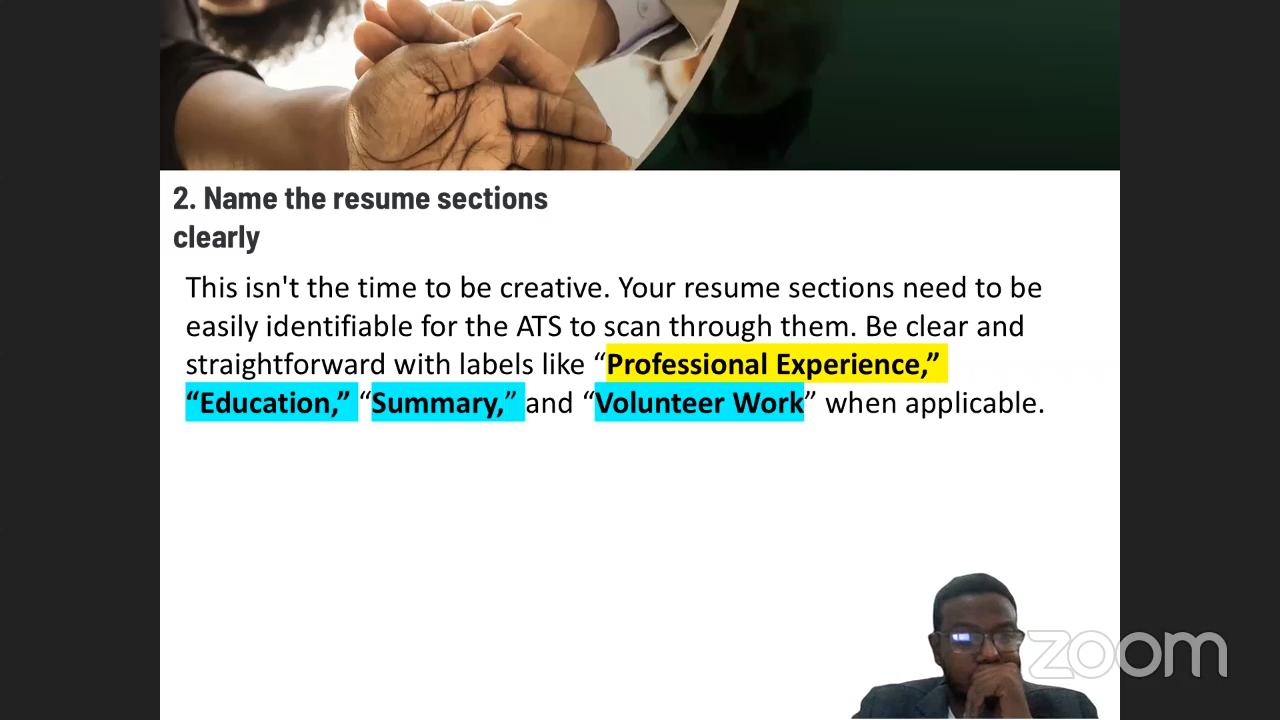 2. Name the resume sections
clearly
This isn't the time to be creative. Your resume sections need to be
easily identifiable for the ATS to scan through them. Be clear and
straightforward with labels like “Professional Experience,”
“Education,” “Summary,” and “Volunteer Work” when applicable.
zoom